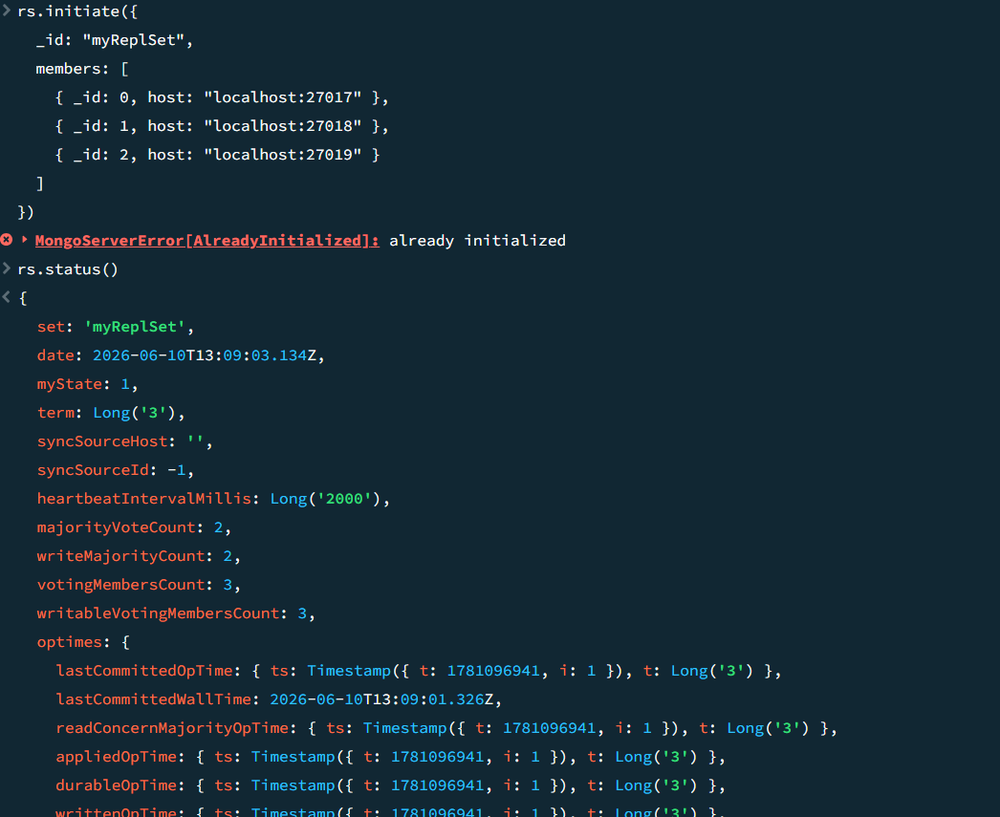 rs.initiate({
_id: "myReplSet",
members: [
{ _id: 0, host: "localhost:27017" },
{ _id: 1, host: "localhost:27018" },
{ _id: 2, host: "localhost:27019" }
]
})
MongoServerError[AlreadyInitialized]: already initialized
rs.status()
{
set: 'myReplSet',
date: 2026-06-10T13:09:03.134Z,
myState: 1,
term: Long('3'),
syncSourceHost: '',
syncSourceId: -1,
heartbeatIntervalMillis: Long('2000'),
majorityVoteCount: 2,
writeMajorityCount: 2,
votingMembersCount: 3,
writableVotingMembersCount: 3,
optimes: {
lastCommittedOpTime: { ts: Timestamp({ t: 1781096941, i: 1 }), t: Long('3') },
lastCommittedWallTime: 2026-06-10T13:09:01.326Z,
readConcernMajorityOpTime: { ts: Timestamp({ t: 1781096941, i: 1 }), t: Long('3') },
appliedOpTime: { ts: Timestamp({ t: 1781096941, i: 1 }), t: Long('3') },
durableOpTime: { ts: Timestamp({ t: 1781096941, i: 1 }), t: Long('3') },
writtenOpTime: { ts: Timestamp({ t: 1781096941, i: 1 }), t: Long('3') },